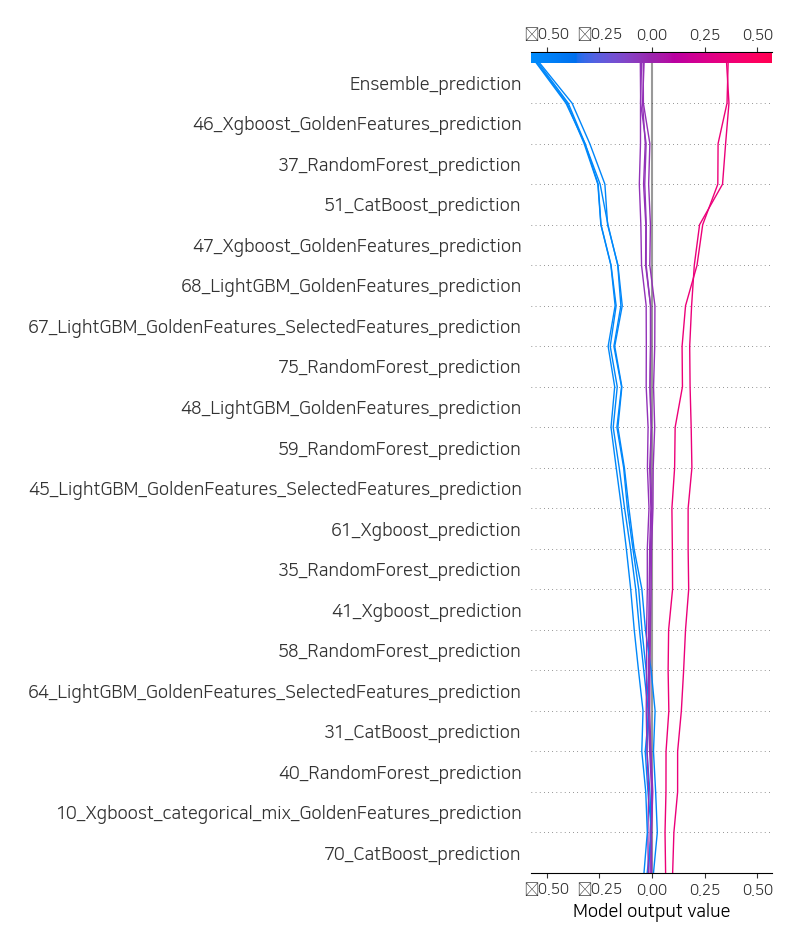 ▯0.50 ▯0.25 0.00 0.25 0.50
Ensemble_prediction
46_Xgboost_GoldenFeatures_prediction
37_RandomForest_prediction
51_CatBoost_prediction
47_Xgboost_GoldenFeatures_prediction
68_LightGBM_GoldenFeatures_prediction
67_LightGBM_GoldenFeatures_SelectedFeatures_prediction
75_RandomForest_prediction
48_LightGBM_GoldenFeatures_prediction
59_RandomForest_prediction
45_LightGBM_GoldenFeatures_SelectedFeatures_prediction
61_Xgboost_prediction
35_RandomForest_prediction
41_Xgboost_prediction
58_RandomForest_prediction
64_LightGBM_GoldenFeatures_SelectedFeatures_prediction
31_CatBoost_prediction
40_RandomForest_prediction
10_Xgboost_categorical_mix_GoldenFeatures_prediction
70_CatBoost_prediction
▯0.50 ▯0.25 0.00 0.25 0.50
Model output value